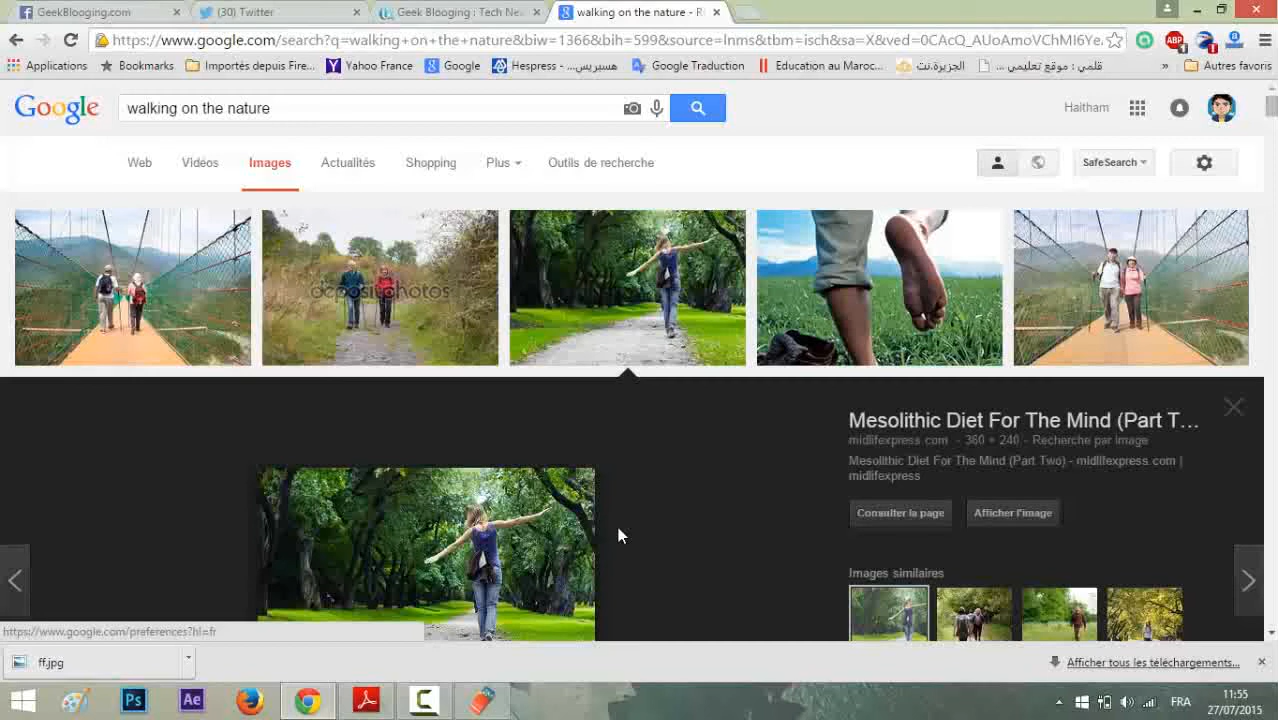 GeekBlooging.com
(30) Twitter
Geek Blooging : Tech Ne
walking on the nature - R
https://www.google.com/search?q=walking+on+the+nature&biw=1366&bih=599&source=lnms&tbm=isch&sa=X&ved=0CAcQ_AUoAmoVChMI6Ye
Applications
Bookmarks
Importés depuis Fire...
Yahoo France
Google
Hespress - هسبريس...
Google Traduction
Education au Maroc...
الجزيرة.نت
قلمي : موقع تعليمي ...
»
Autres favoris
Google
walking on the nature
Haitham
Web
Vidéos
Images
Actualités
Shopping
Plus
Outils de recherche
SafeSearch
depositphotos
Mesolithic Diet For The Mind (Part T...
midlifexpress.com - 360 × 240 - Recherche par image
Mesolithic Diet For The Mind (Part Two) - midlifexpress.com |
midlifexpress
Consulter la page
Afficher l'image
Images similaires
https://www.google.com/preferences?hl=fr
ff.jpg
Afficher tous les téléchargements...
Ps
Ae
C
FRA
11:55
27/07/2015